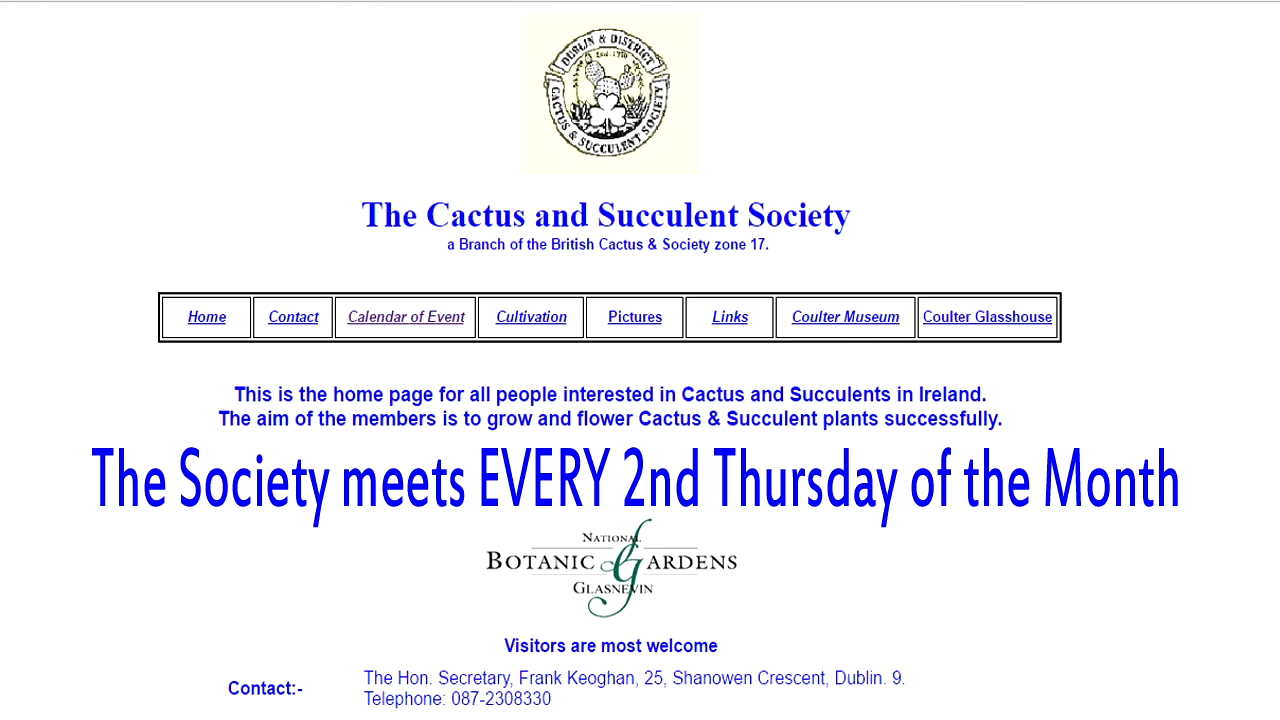 DUBLIN & DISTRICT
Estd. 1970
CACTUS & SUCCULENT SOCIETY
The Cactus and Succulent Society
a Branch of the British Cactus & Society zone 17.
Home Contact Calendar of Event Cultivation Pictures Links Coulter Museum Coulter Glasshouse
This is the home page for all people interested in Cactus and Succulents in Ireland.
The aim of the members is to grow and flower Cactus & Succulent plants successfully.
The Society meets EVERY 2nd Thursday of the Month
NATIONAL
BOTANIC GARDENS
GLASNEVIN
Visitors are most welcome
Contact:- The Hon. Secretary, Frank Keoghan, 25, Shanowen Crescent, Dublin. 9.
Telephone: 087-2308330